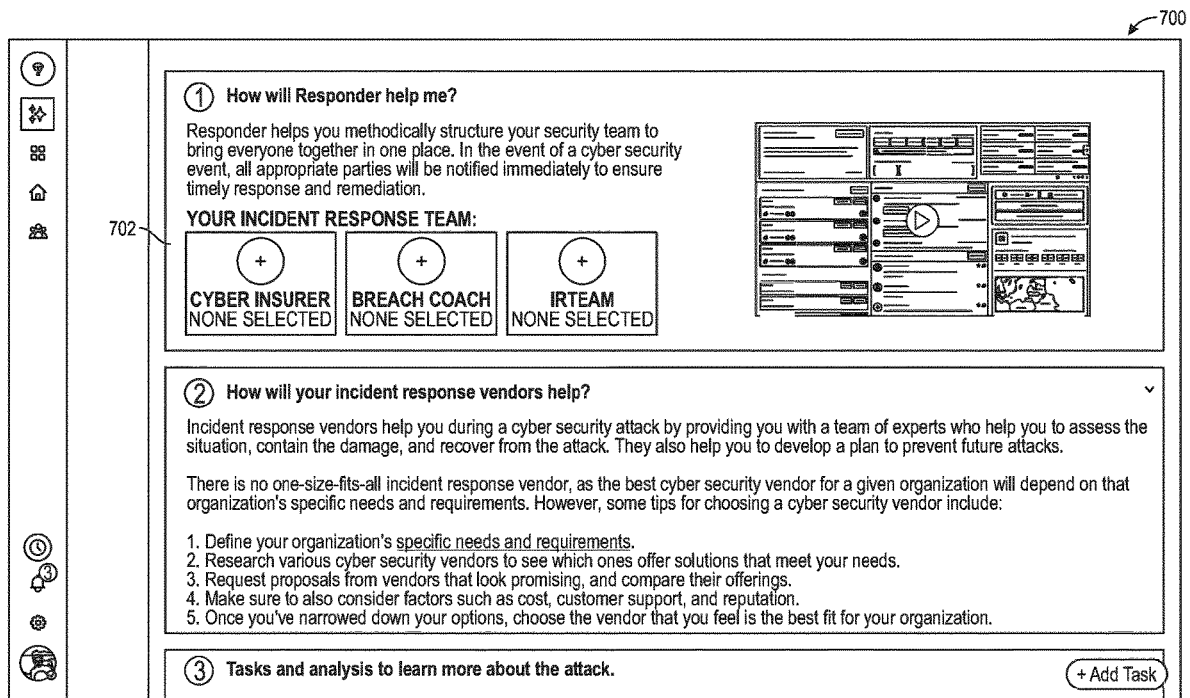 700
1 How will Responder help me?
Responder helps you methodically structure your security team to
bring everyone together in one place. In the event of a cyber security
event, all appropriate parties will be notified immediately to ensure
timely response and remediation.
702
YOUR INCIDENT RESPONSE TEAM:
+ + +
CYBER INSURER BREACH COACH IRTEAM
NONE SELECTED NONE SELECTED NONE SELECTED
2 How will your incident response vendors help?
Incident response vendors help you during a cyber security attack by providing you with a team of experts who help you to assess the
situation, contain the damage, and recover from the attack. They also help you to develop a plan to prevent future attacks.
There is no one-size-fits-all incident response vendor, as the best cyber security vendor for a given organization will depend on that
organization's specific needs and requirements. However, some tips for choosing a cyber security vendor include:
1. Define your organization's specific needs and requirements.
2. Research various cyber security vendors to see which ones offer solutions that meet your needs.
3. Request proposals from vendors that look promising, and compare their offerings.
4. Make sure to also consider factors such as cost, customer support, and reputation.
5. Once you've narrowed down your options, choose the vendor that you feel is the best fit for your organization.
3
3 Tasks and analysis to learn more about the attack.
+ Add Task